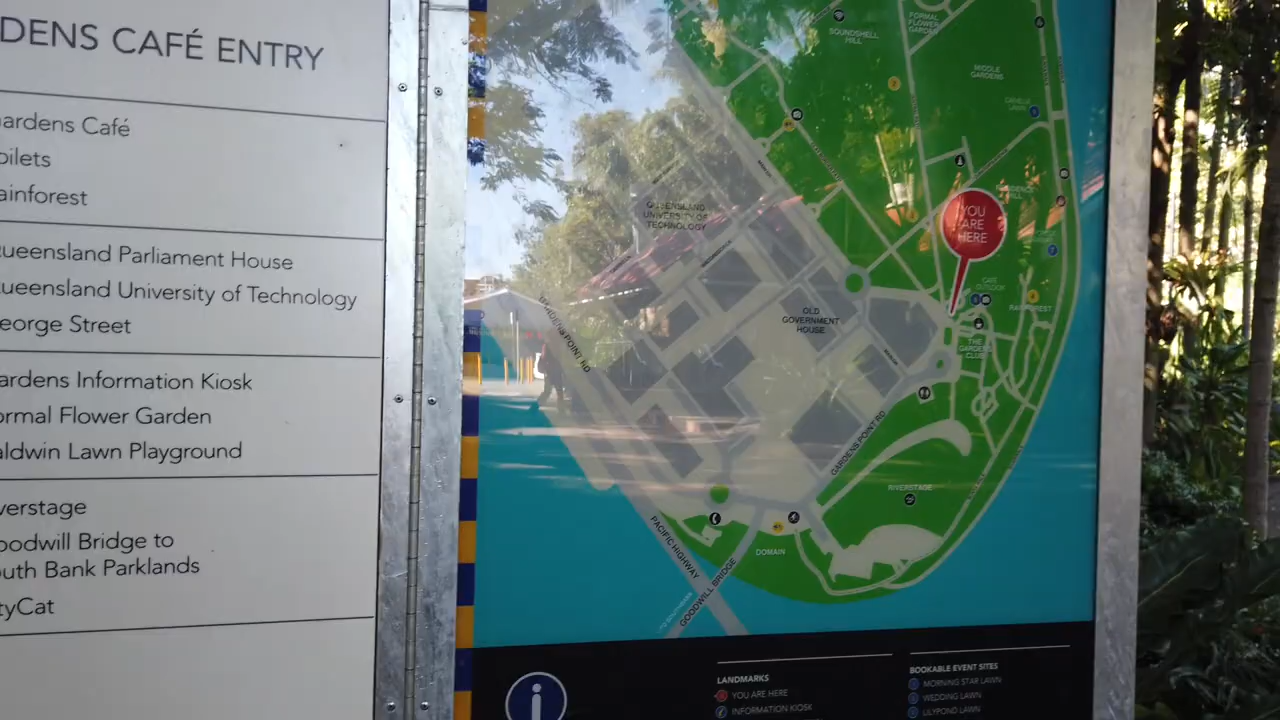 DENS CAFÉ ENTRY
ardens Café
oilets
ainforest
ueensland Parliament House
ueensland University of Technology
eorge Street
ardens Information Kiosk
ormal Flower Garden
aldwin Lawn Playground
verstage
oodwill Bridge to
outh Bank Parklands
tyCat
SOUNDSHELL
HILL
FORMAL
FLOWER
GARDEN
MIDDLE
GARDENS
QUEENSLAND
UNIVERSITY OF
TECHNOLOGY
YOU
ARE
HERE
OLD
GOVERNMENT
HOUSE
RAINFOREST
THE
GARDENS
CLUB
GARDENS POINT RD
GARDENS POINT RD
RIVERSTAGE
DOMAIN
PACIFIC HIGHWAY
GOODWILL BRIDGE
LANDMARKS
YOU ARE HERE
INFORMATION KIOSK
BOOKABLE EVENT SITES
MORNING STAR LAWN
WEDDING LAWN
LILYPOND LAWN